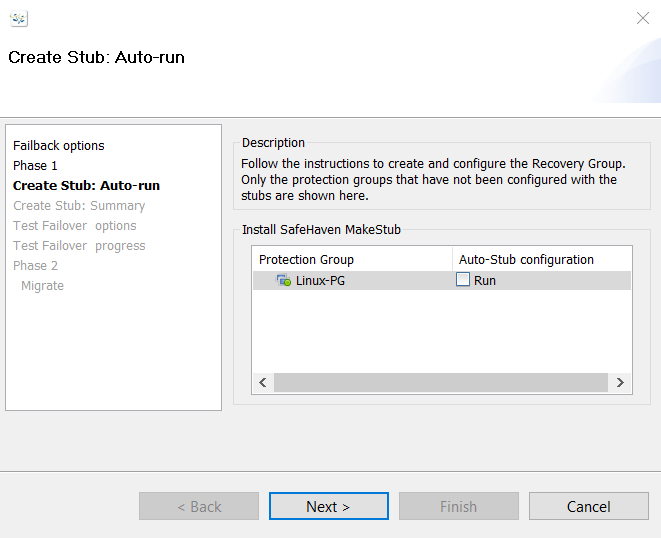 Create Stub: Auto-run
Failback options
Phase 1
Create Stub: Auto-run
Create Stub: Summary
Test Failover options
Test Failover progress
Phase 2
Migrate
Description
Follow the instructions to create and configure the Recovery Group.
Only the protection groups that have not been configured with the
stubs are shown here.
Install SafeHaven MakeStub
Protection Group Auto-Stub configuration
Linux-PG Run
< Back Next > Finish Cancel